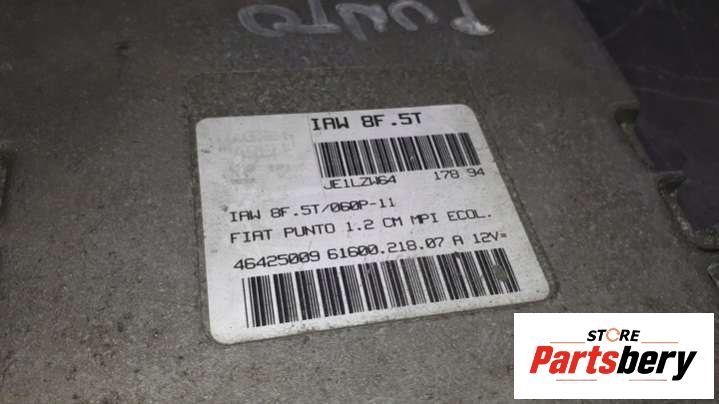 PUNTO
IAW 8F.5T
JE1LZW64 178 94
IAW 8F.5T/060P-11
FIAT PUNTO 1.2 CM MPI ECOL.
46425009 61600.218.07 A 12V=
STORE
Partsbery